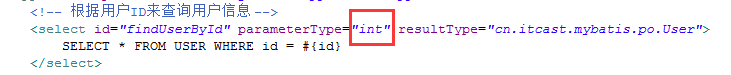 <!-- 根据用户ID来查询用户信息 -->
<select id="findUserById" parameterType="int" resultType="cn.itcast.mybatis.po.User">
SELECT * FROM USER WHERE id = #{id}
</select>